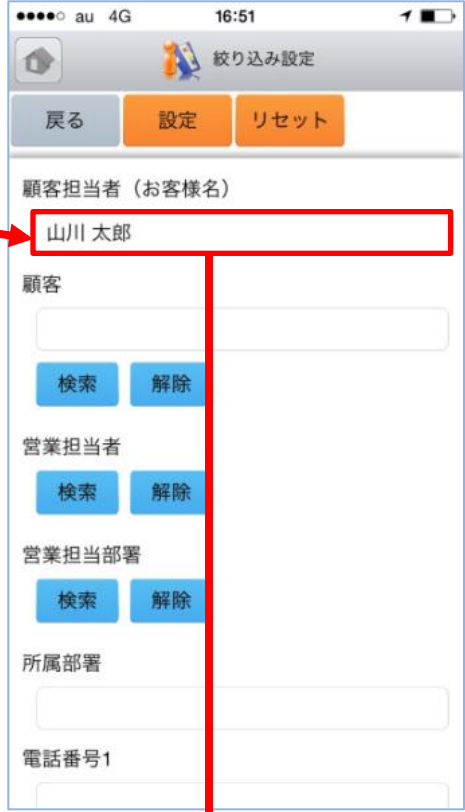 au 4G 16:51
絞り込み設定
戻る 設定 リセット
顧客担当者（お客様名）
山川 太郎
顧客
検索 解除
営業担当者
検索 解除
営業担当部署
検索 解除
所属部署
電話番号1